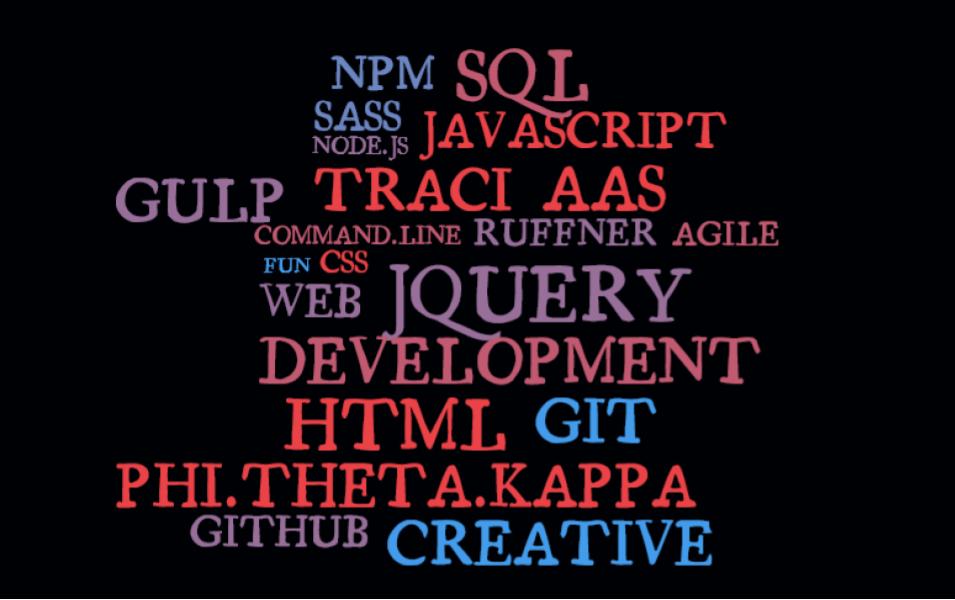 NPM SQL
SASS JAVASCRIPT
NODE.JS
GULP TRACI AAS
COMMAND.LINE RUFFNER AGILE
FUN CSS
WEB JQUERY
DEVELOPMENT
HTML GIT
PHI.THETA.KAPPA
GITHUB CREATIVE